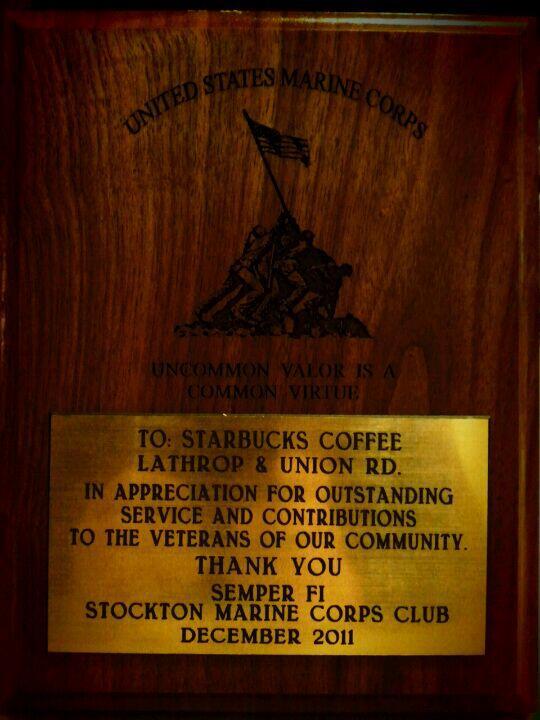 UNITED STATES MARINE CORPS
UNCOMMON VALOR IS A
COMMON VIRTUE
TO: STARBUCKS COFFEE
LATHROP & UNION RD.
IN APPRECIATION FOR OUTSTANDING
SERVICE AND CONTRIBUTIONS
TO THE VETERANS OF OUR COMMUNITY.
THANK YOU
SEMPER FI
STOCKTON MARINE CORPS CLUB
DECEMBER 2011